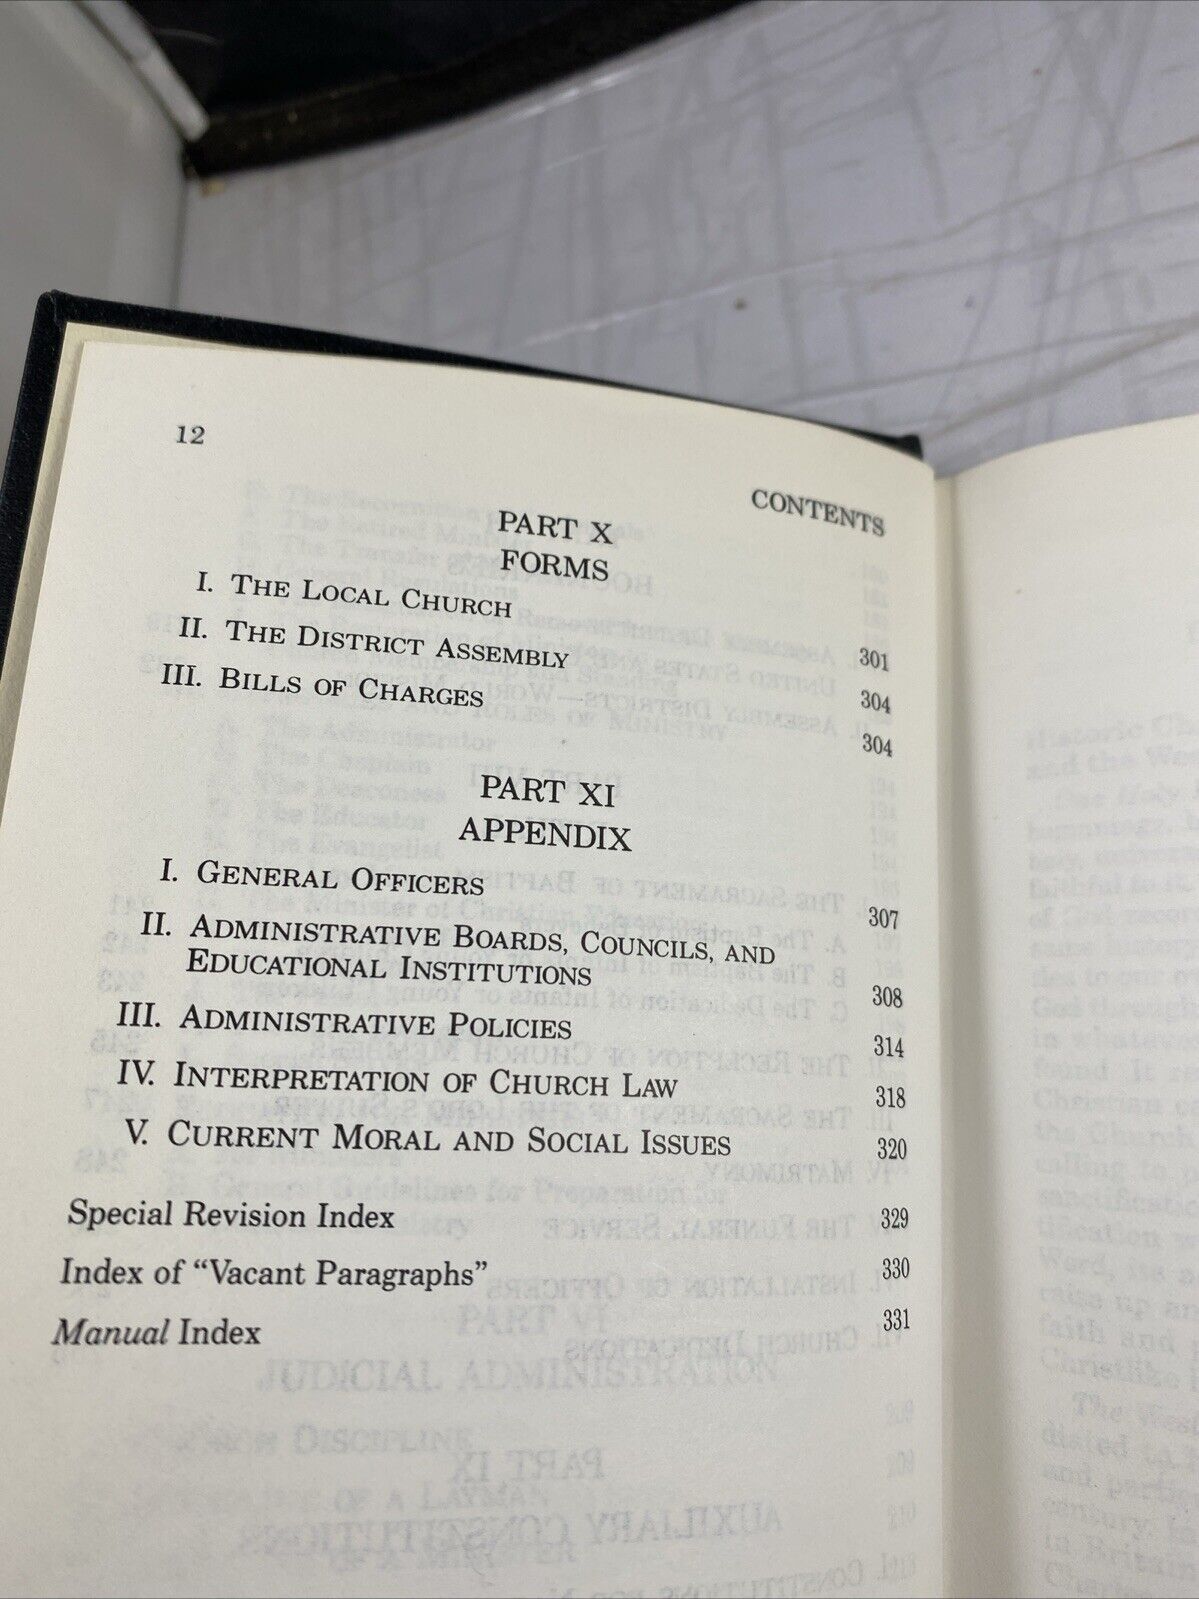 12
CONTENTS
PART X
FORMS
I. THE LOCAL CHURCH 301
II. THE DISTRICT ASSEMBLY 304
III. BILLS OF CHARGES 304
PART XI
APPENDIX
I. GENERAL OFFICERS 307
II. ADMINISTRATIVE BOARDS, COUNCILS, AND
EDUCATIONAL INSTITUTIONS 308
III. ADMINISTRATIVE POLICIES 314
IV. INTERPRETATION OF CHURCH LAW 318
V. CURRENT MORAL AND SOCIAL ISSUES 320
Special Revision Index 329
Index of “Vacant Paragraphs” 330
Manual Index 331